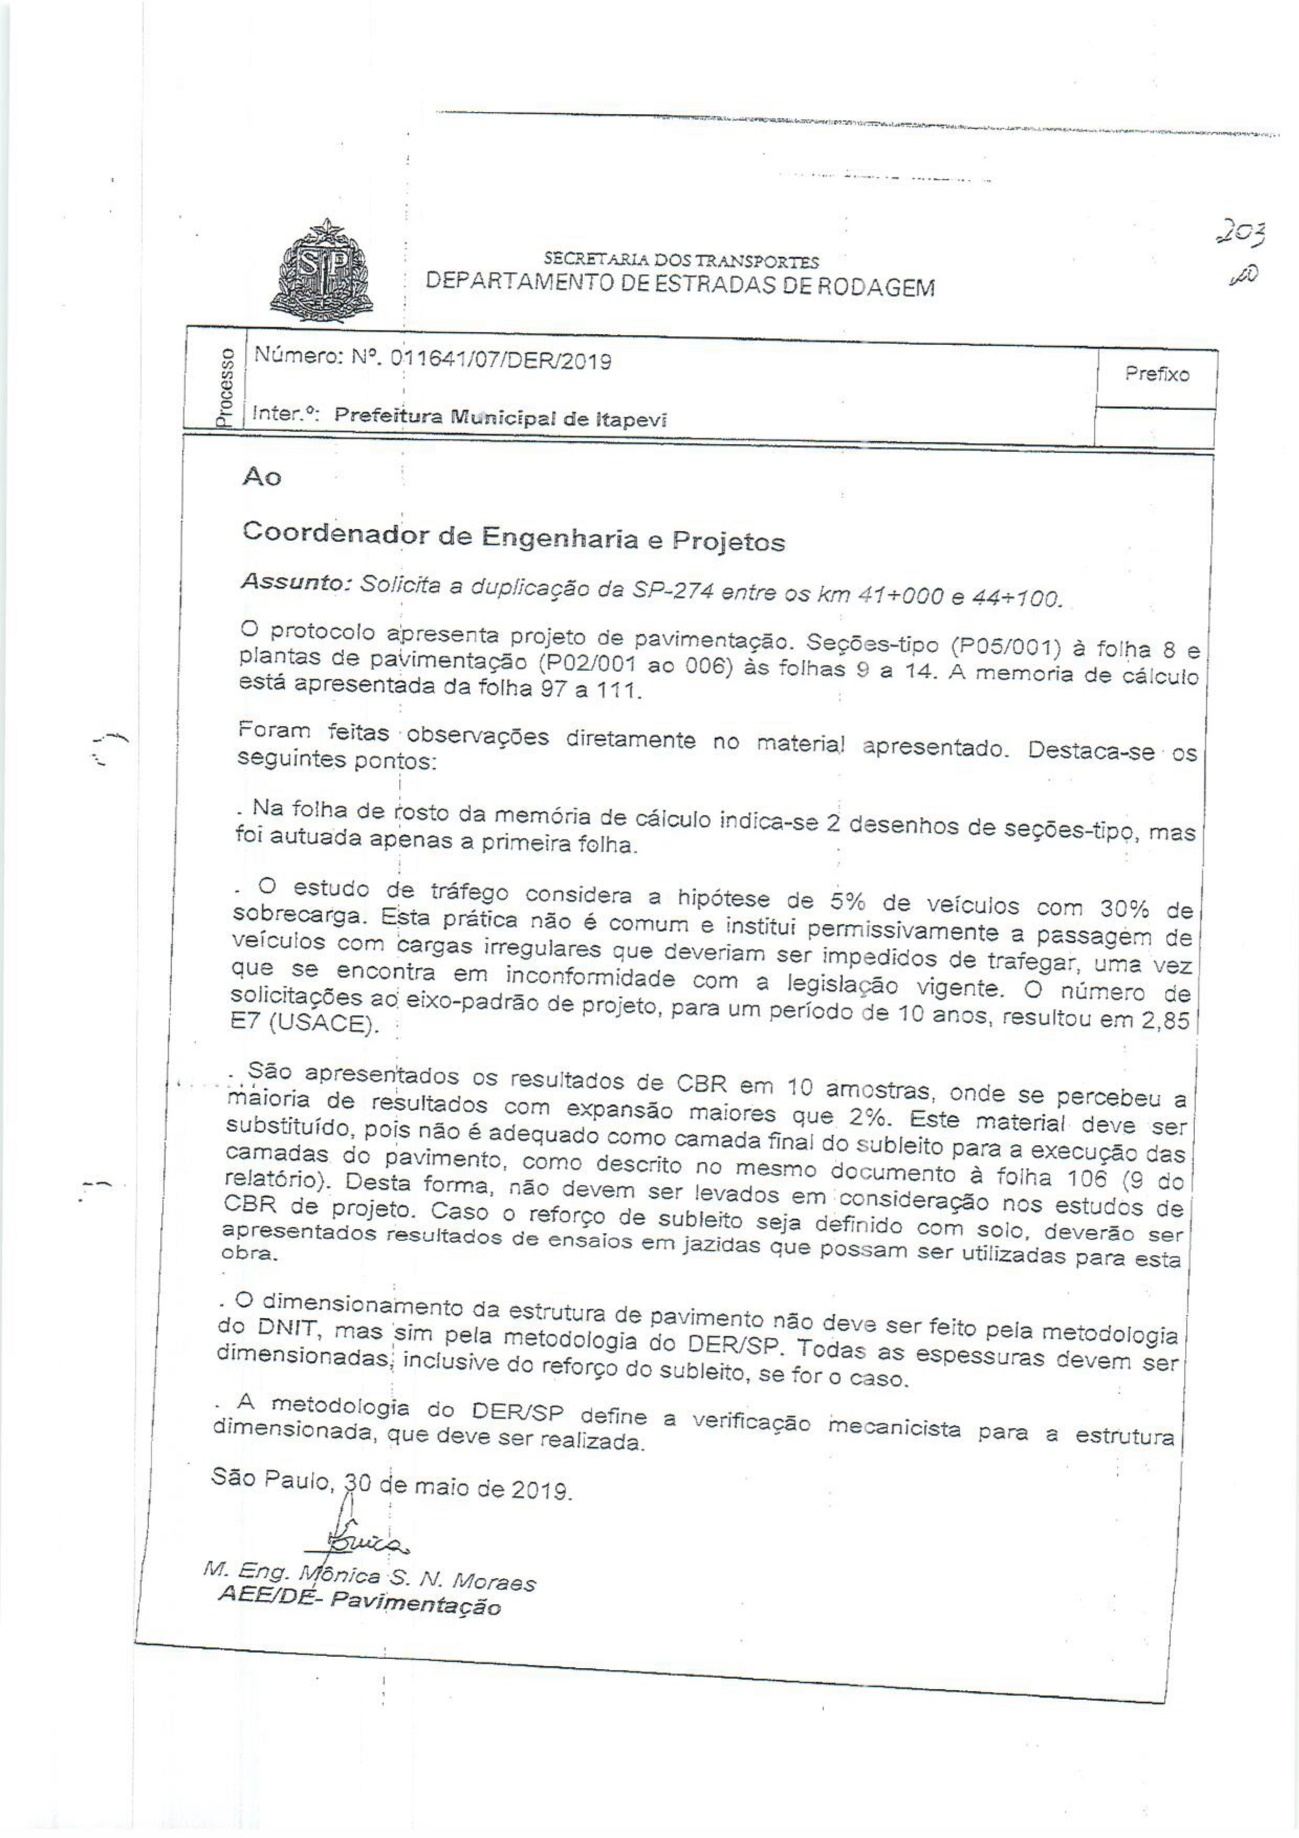 203
SP
SECRETARIA DOS TRANSPORTES
DEPARTAMENTO DE ESTRADAS DE RODAGEM
Processo
Número: Nº. 011641/07/DER/2019
Prefixo
Inter.º: Prefeitura Municipal de Itapevi
Ao
Coordenador de Engenharia e Projetos
Assunto: Solicita a duplicação da SP-274 entre os km 41+000 e 44+100.
O protocolo apresenta projeto de pavimentação. Seções-tipo (P05/001) à folha 8 e
plantas de pavimentação (P02/001 ao 006) às folhas 9 a 14. A memoria de cálculo
está apresentada da folha 97 a 111.
Foram feitas observações diretamente no material apresentado. Destaca-se os
seguintes pontos:
. Na folha de rosto da memória de cálculo indica-se 2 desenhos de seções-tipo, mas
foi autuada apenas a primeira folha.
. O estudo de tráfego considera a hipótese de 5% de veículos com 30% de
sobrecarga. Esta prática não é comum e institui permissivamente a passagem de
veículos com cargas irregulares que deveriam ser impedidos de trafegar, uma vez
que se encontra em inconformidade com a legislação vigente. O número de
solicitações ao eixo-padrão de projeto, para um período de 10 anos, resultou em 2,85
E7 (USACE).
. São apresentados os resultados de CBR em 10 amostras, onde se percebeu a
maioria de resultados com expansão maiores que 2%. Este material deve ser
substituído, pois não é adequado como camada final do subleito para a execução das
camadas do pavimento, como descrito no mesmo documento à folha 106 (9 do
relatório). Desta forma, não devem ser levados em consideração nos estudos de
CBR de projeto. Caso o reforço de subleito seja definido com solo, deverão ser
apresentados resultados de ensaios em jazidas que possam ser utilizadas para esta
obra.
. O dimensionamento da estrutura de pavimento não deve ser feito pela metodologia
do DNIT, mas sim pela metodologia do DER/SP. Todas as espessuras devem ser
dimensionadas, inclusive do reforço do subleito, se for o caso.
. A metodologia do DER/SP define a verificação mecanicista para a estrutura
dimensionada, que deve ser realizada.
São Paulo, 30 de maio de 2019.
M. Eng. Mônica S. N. Moraes
AEE/DE- Pavimentação